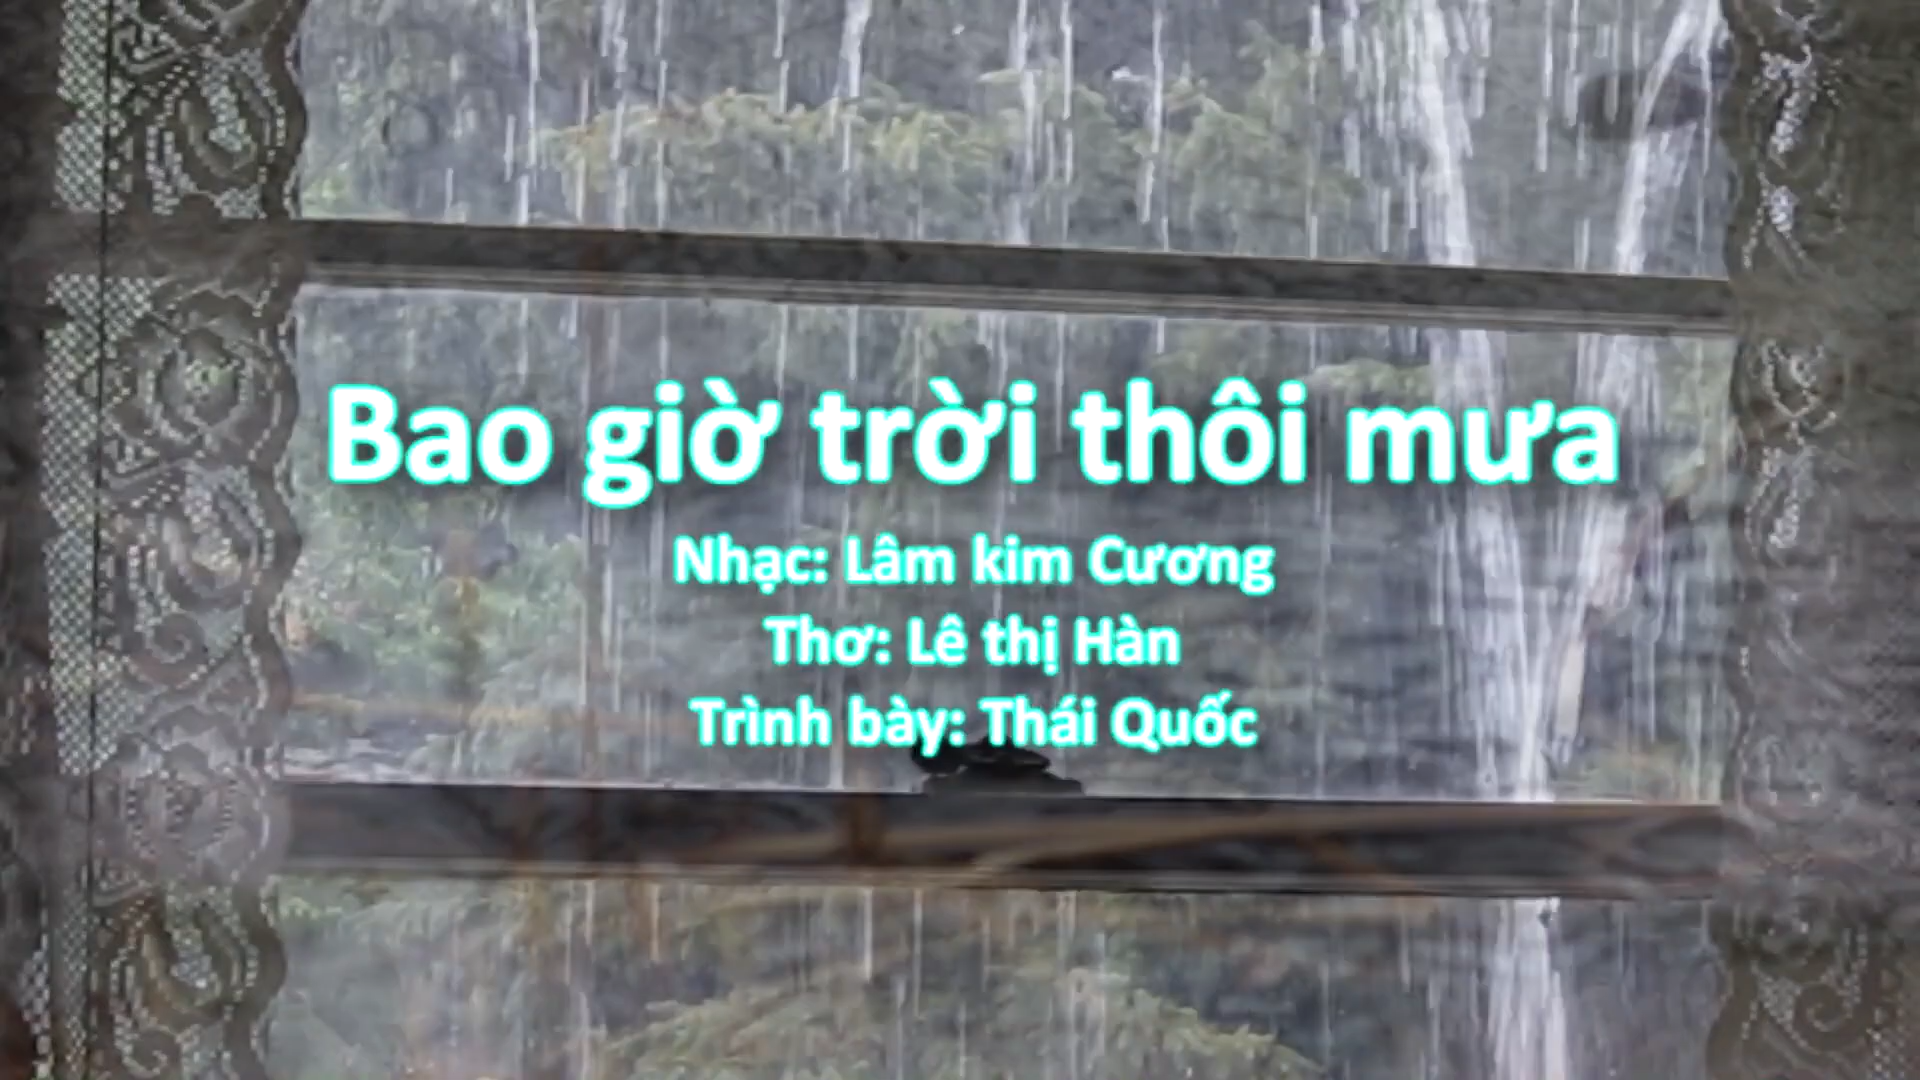 Bao giờ trời thôi mưa
Nhạc: Lâm kim Cương
Thơ: Lê thị Hàn
Trình bày: Thái Quốc